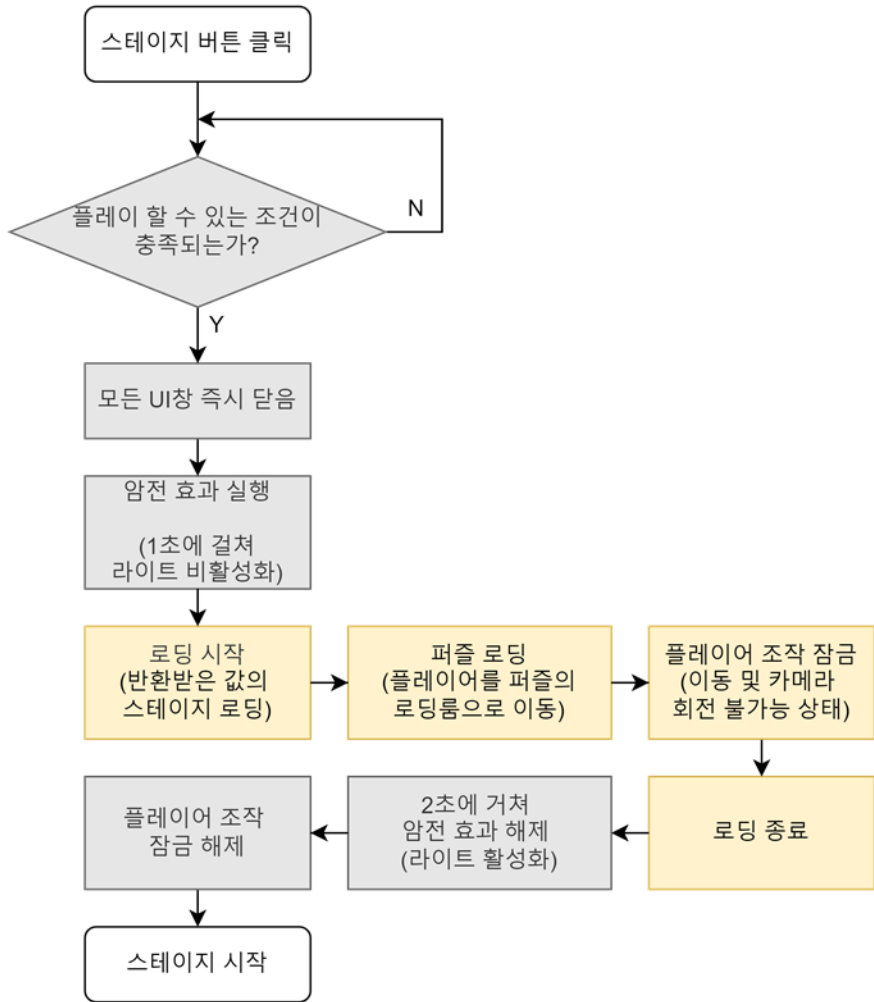 스테이지 버튼 클릭
플레이 할 수 있는 조건이
충족되는가?
N
Y
모든 UI창 즉시 닫음
암전 효과 실행
(1초에 걸쳐
라이트 비활성화)
로딩 시작
(반환받은 값의
스테이지 로딩)
퍼즐 로딩
(플레이어를 퍼즐의
로딩룸으로 이동)
플레이어 조작 잠금
(이동 및 카메라
회전 불가능 상태)
로딩 종료
2초에 거쳐
암전 효과 해제
(라이트 활성화)
플레이어 조작
잠금 해제
스테이지 시작